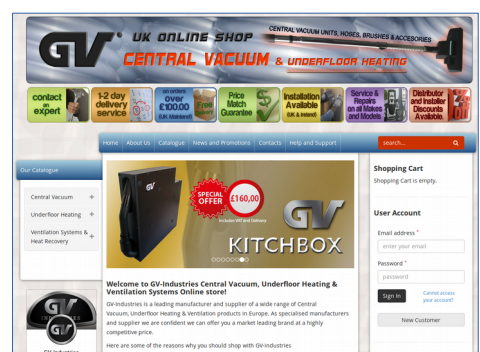 GV
UK ONLINE SHOP
CENTRAL VACUUM UNITS, HOSES, BRUSHES & ACCESORIES
CENTRAL VACUUM & UNDERFLOOR HEATING
contact an expert
1-2 day delivery service
on orders over £100.00 (UK Mainland)
Free Delivery
Price Match Guarantee
Installation Available (UK & Ireland)
Service & Repairs on all Makes and Models
Distributor and Installer Discounts Available.
Home About Us Catalogue News and Promotions Contacts Help and Support
search...
Our Catalogue
Central Vacuum +
Underfloor Heating +
Ventilation Systems & Heat Recovery +
GV
INDUSTRIES
GV
GV-Industries
GV
SPECIAL OFFER
£160,00
Includes VAT and Delivery
GV
KITCHBOX
Welcome to GV-Industries Central Vacuum, Underfloor Heating &
Ventilation Systems Online store!
GV-Industries is a leading manufacturer and supplier of a wide range of Central
Vacuum, Underfloor Heating & Ventilation products in Europe. As specialised manufacturers
and supplier we are confident we can offer you a market leading brand at a highly
competitive price.
Here are some of the reasons why you should shop with GV-Industries
Shopping Cart
Shopping Cart is empty.
User Account
Email address *
enter your email
Password *
password
Sign in
Cannot access
your account?
New Customer